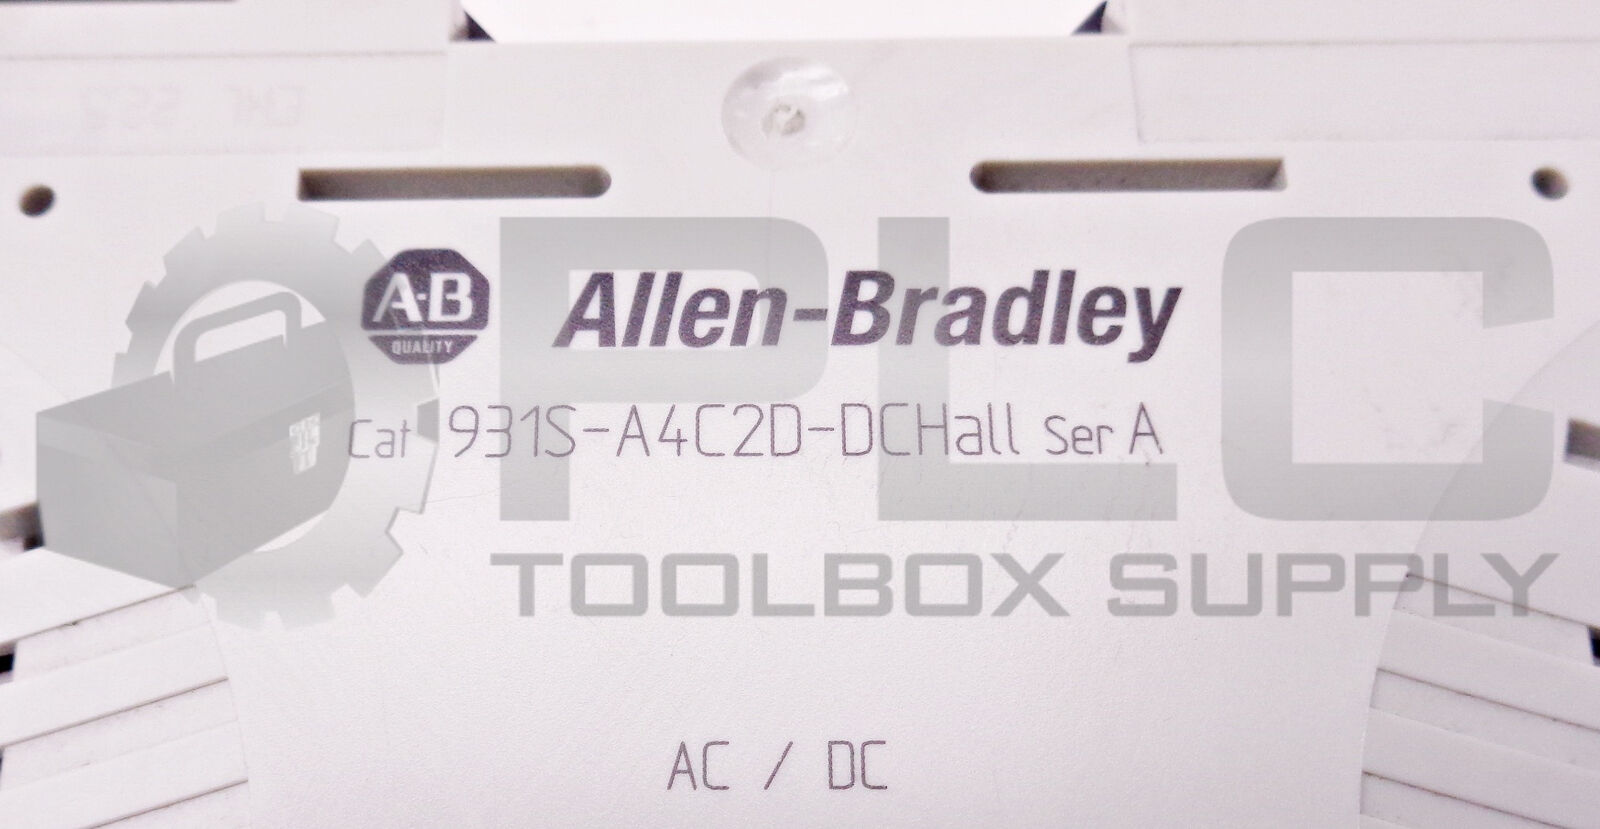 A-B
QUALITY
Allen-Bradley
Cat 931S-A4C2D-DCHall Ser A
AC / DC
PLC
TOOLBOX SUPPLY